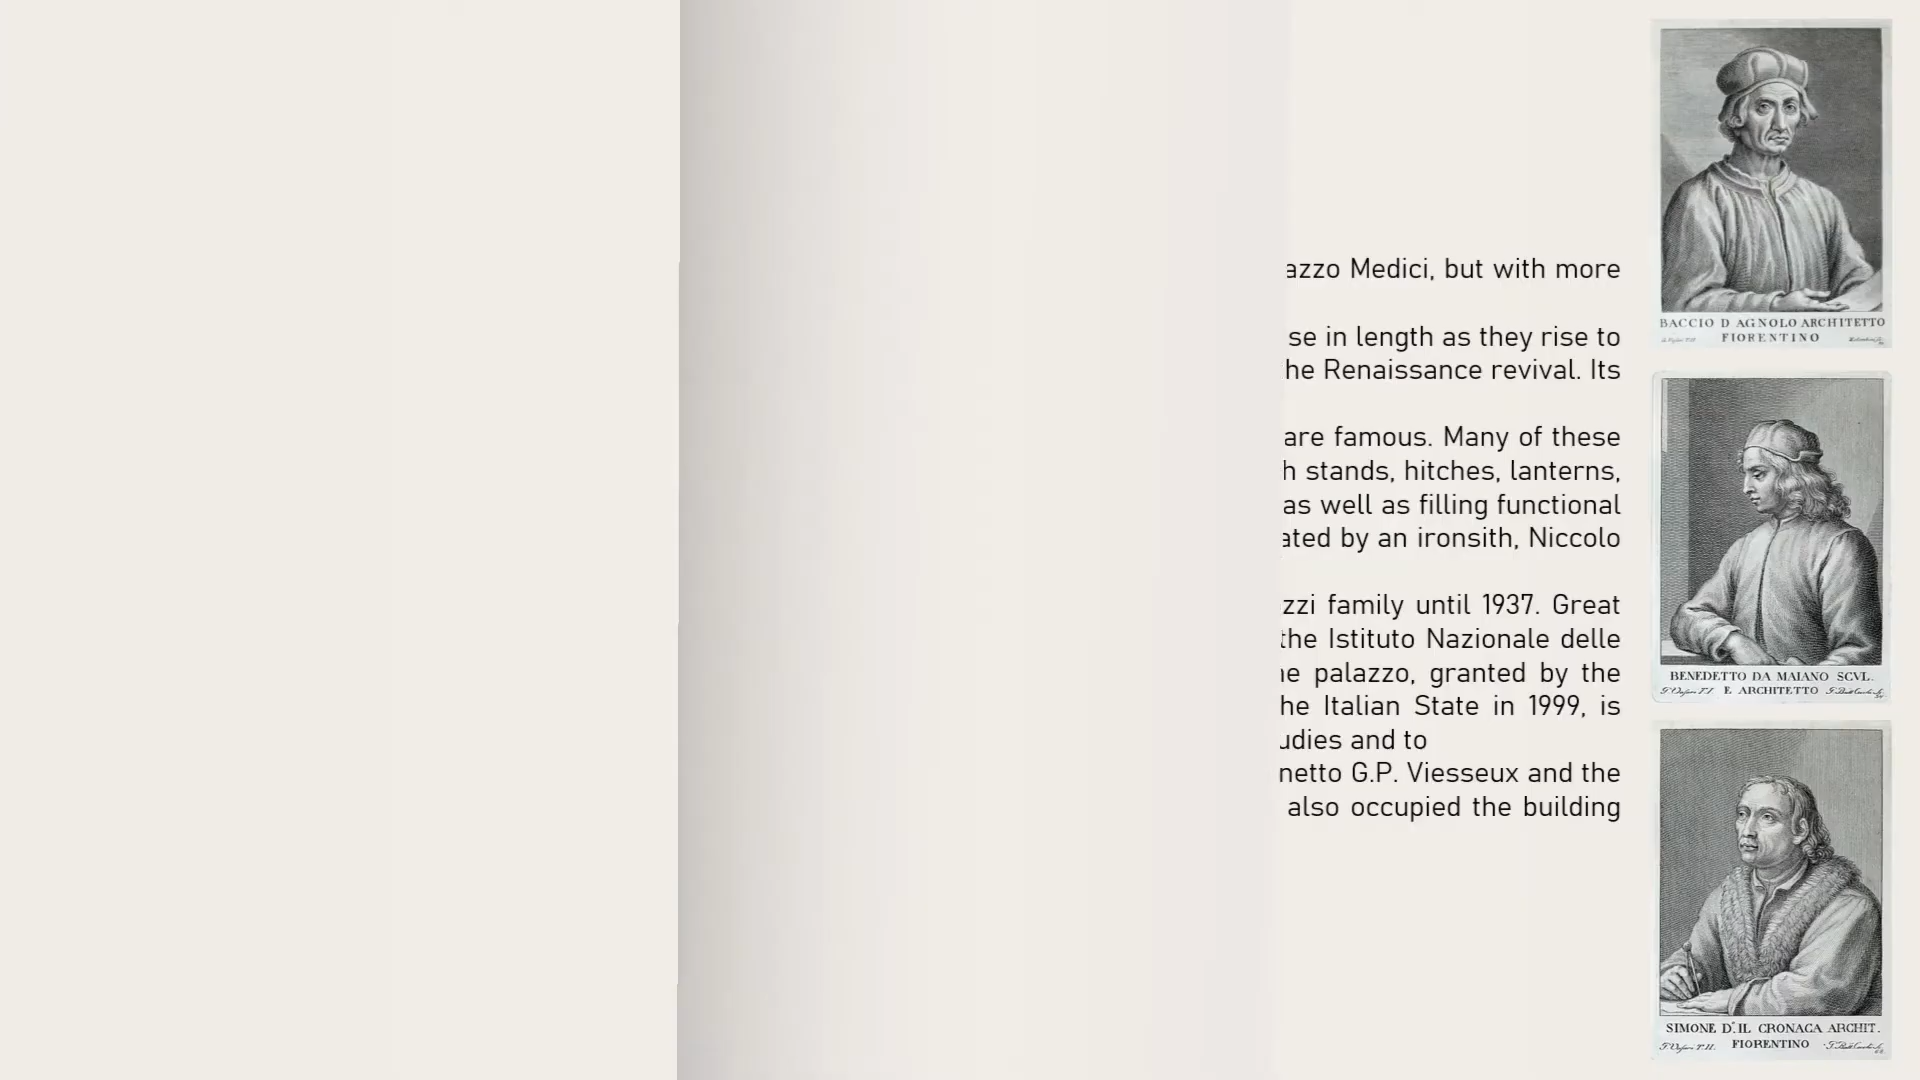 azzo Medici, but with more
se in length as they rise to
he Renaissance revival. Its
are famous. Many of these
h stands, hitches, lanterns,
as well as filling functional
ated by an ironsith, Niccolo
zzi family until 1937. Great
the Istituto Nazionale delle
palazzo, granted by the
he Italian State in 1999, is
udies and to
netto G.P. Viesseux and the
also occupied the building
BACCIO D AGNOLO ARCHITETTO
FIORENTINO
BENEDETTO DA MAIANO SCVL.
E ARCHITETTO
SIMONE D.º IL CRONACA ARCHIT.
FIORENTINO